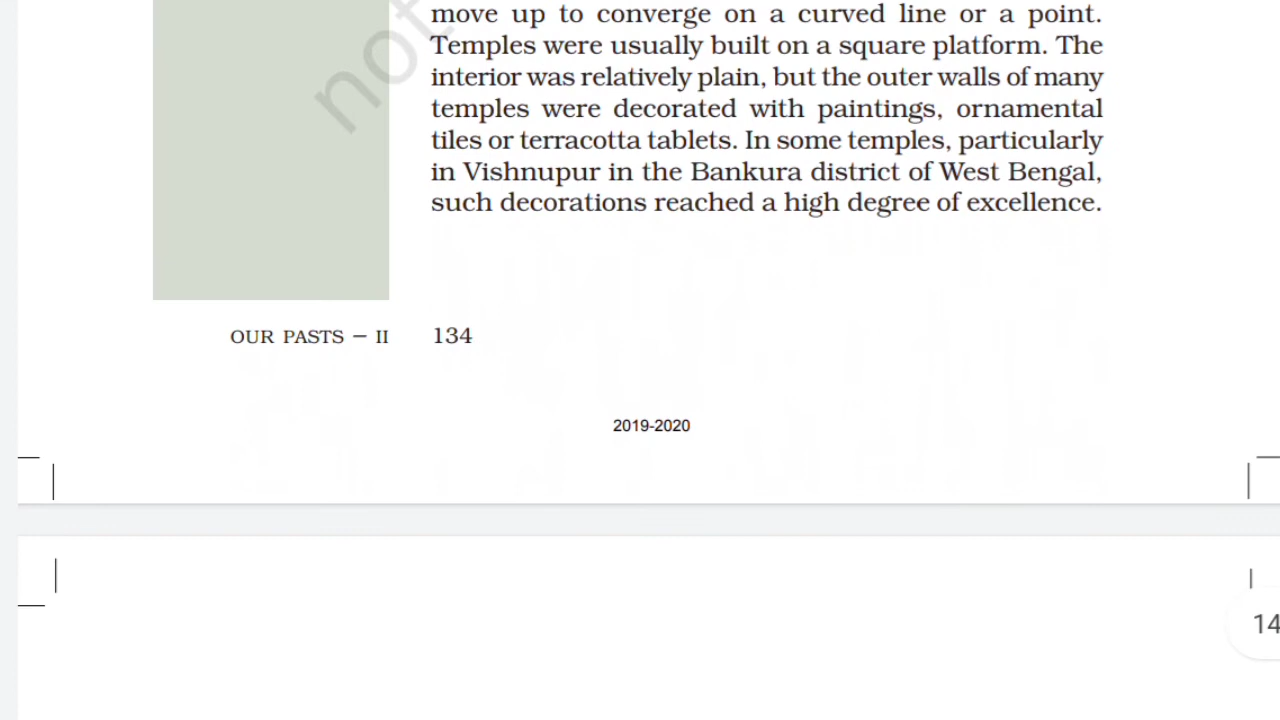 move up to converge on a curved line or a point.
Temples were usually built on a square platform. The
interior was relatively plain, but the outer walls of many
temples were decorated with paintings, ornamental
tiles or terracotta tablets. In some temples, particularly
in Vishnupur in the Bankura district of West Bengal,
such decorations reached a high degree of excellence.
not
OUR PASTS – II 134
2019-2020
14